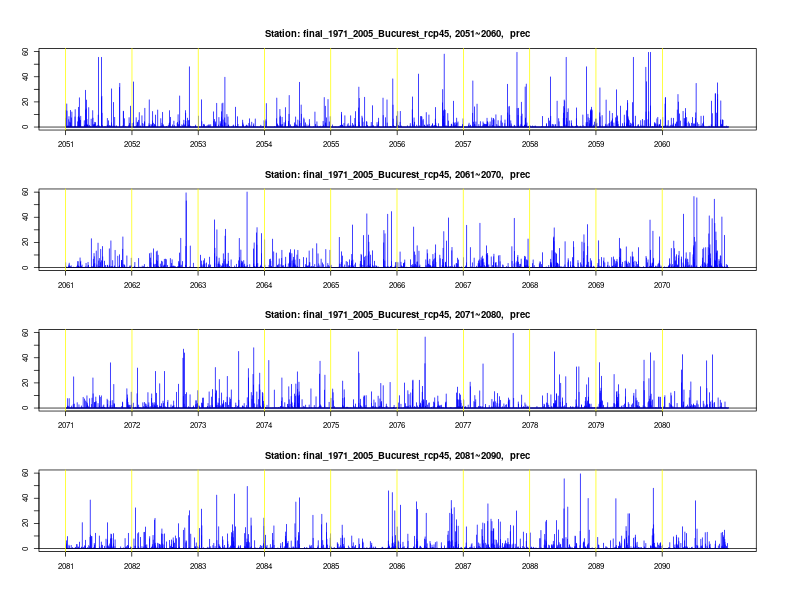 Station: final_1971_2005_Bucurest_rcp45, 2051~2060, prec
60
20
0
2051 2052 2053 2054 2055 2056 2057 2058 2059 2060
Station: final_1971_2005_Bucurest_rcp45, 2061~2070, prec
60
40
20
0
2061 2062 2063 2064 2065 2066 2067 2068 2069 2070
Station: final_1971_2005_Bucurest_rcp45, 2071~2080, prec
60
40
20
0
2071 2072 2073 2074 2075 2076 2077 2078 2079 2080
Station: final_1971_2005_Bucurest_rcp45, 2081~2090, prec
60
40
20
0
2081 2082 2083 2084 2085 2086 2087 2088 2089 2090